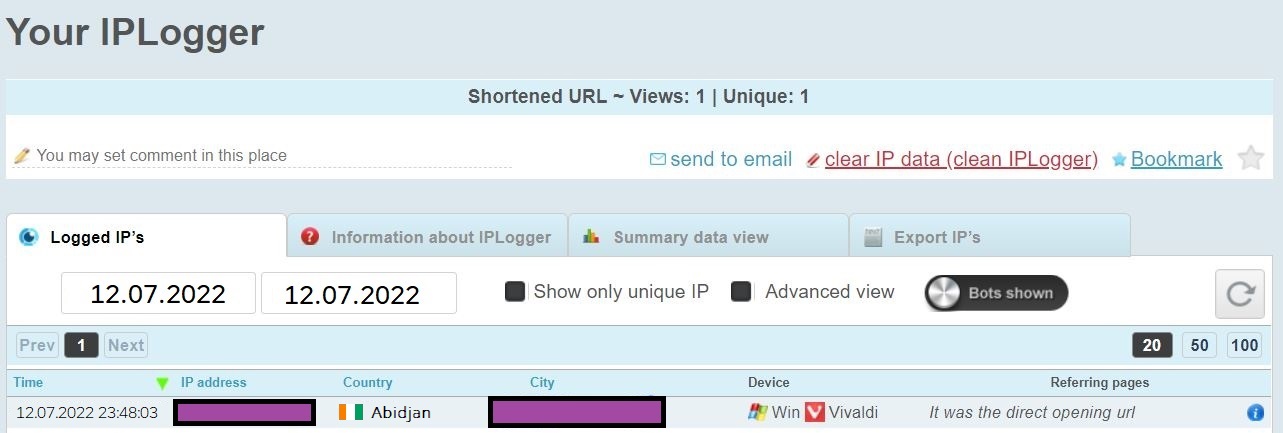 Your IPLogger
Shortened URL ~ Views: 1 | Unique: 1
You may set comment in this place send to email clear IP data (clean IPLogger) Bookmark
Logged IP's Information about IPLogger Summary data view Export IP's
12.07.2022 12.07.2022 Show only unique IP Advanced view Bots shown
Prev 1 Next 20 50 100
Time IP address Country City Device Referring pages
12.07.2022 23:48:03 Abidjan Win Vivaldi It was the direct opening url